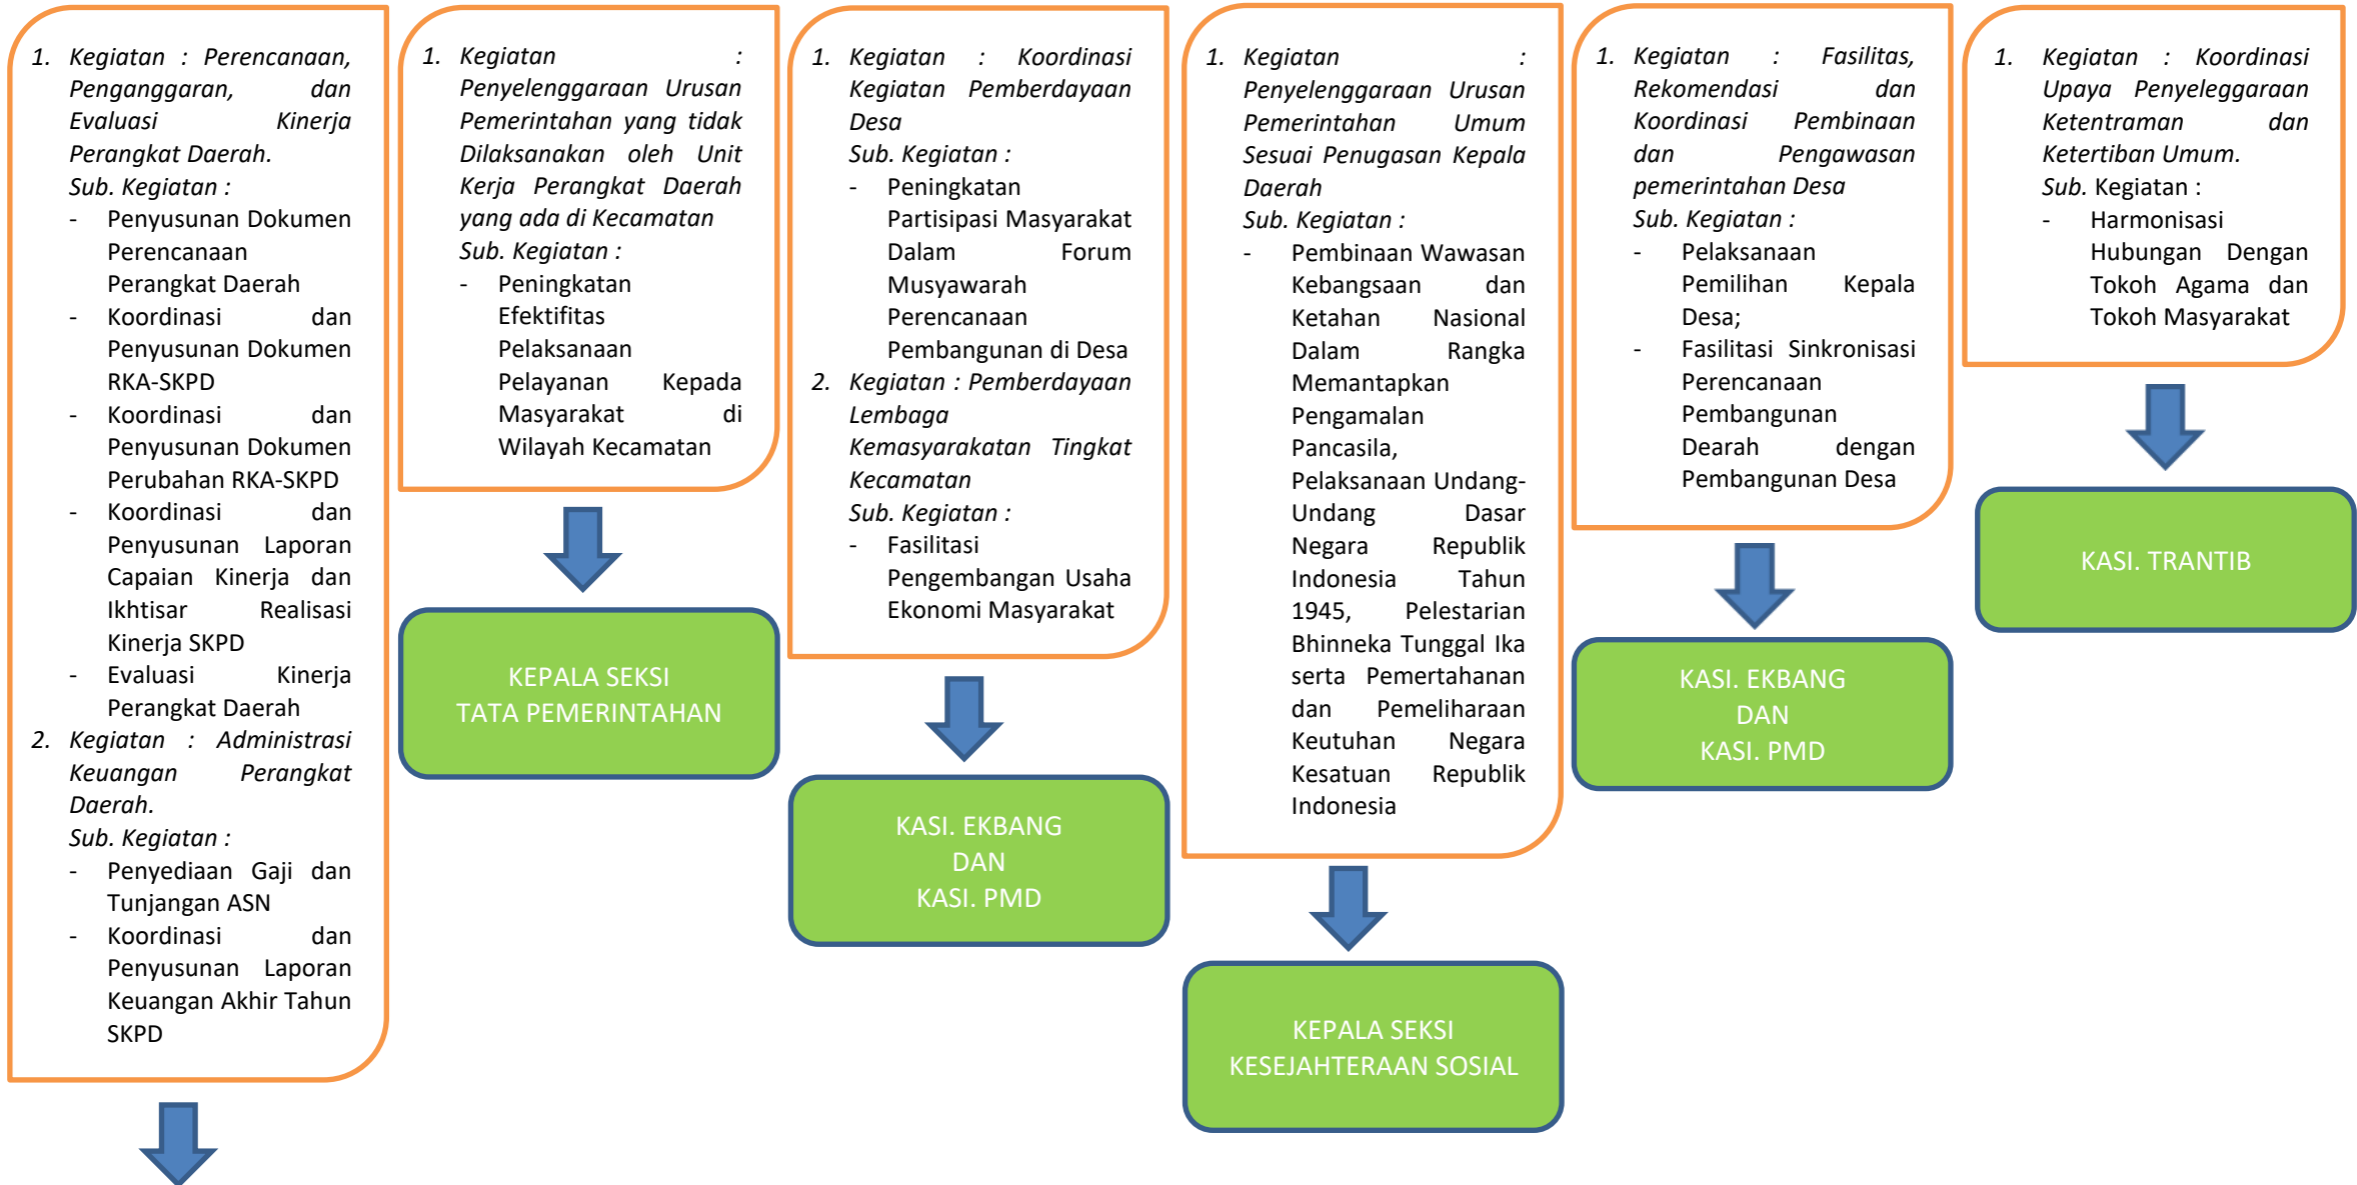 1. Kegiatan : Perencanaan,
Penganggaran, dan
Evaluasi Kinerja
Perangkat Daerah.
Sub. Kegiatan :
- Penyusunan Dokumen
Perencanaan
Perangkat Daerah
- Koordinasi dan
Penyusunan Dokumen
RKA-SKPD
- Koordinasi dan
Penyusunan Dokumen
Perubahan RKA-SKPD
- Koordinasi dan
Penyusunan Laporan
Capaian Kinerja dan
Ikhtisar Realisasi
Kinerja SKPD
- Evaluasi Kinerja
Perangkat Daerah
2. Kegiatan : Administrasi
Keuangan Perangkat
Daerah.
Sub. Kegiatan :
- Penyediaan Gaji dan
Tunjangan ASN
- Koordinasi dan
Penyusunan Laporan
Keuangan Akhir Tahun
SKPD
1. Kegiatan :
Penyelenggaraan Urusan
Pemerintahan yang tidak
Dilaksanakan oleh Unit
Kerja Perangkat Daerah
yang ada di Kecamatan
Sub. Kegiatan :
- Peningkatan
Efektifitas
Pelaksanaan
Pelayanan Kepada
Masyarakat di
Wilayah Kecamatan
KEPALA SEKSI
TATA PEMERINTAHAN
1. Kegiatan : Koordinasi
Kegiatan Pemberdayaan
Desa
Sub. Kegiatan :
- Peningkatan
Partisipasi Masyarakat
Dalam Forum
Musyawarah
Perencanaan
Pembangunan di Desa
2. Kegiatan : Pemberdayaan
Lembaga
Kemasyarakatan Tingkat
Kecamatan
Sub. Kegiatan :
- Fasilitasi
Pengembangan Usaha
Ekonomi Masyarakat
KASI. EKBANG
DAN
KASI. PMD
1. Kegiatan :
Penyelenggaraan Urusan
Pemerintahan Umum
Sesuai Penugasan Kepala
Daerah
Sub. Kegiatan :
- Pembinaan Wawasan
Kebangsaan dan
Ketahan Nasional
Dalam Rangka
Memantapkan
Pengamalan
Pancasila,
Pelaksanaan Undang-
Undang Dasar
Negara Republik
Indonesia Tahun
1945, Pelestarian
Bhinneka Tunggal Ika
serta Pemertahanan
dan Pemeliharaan
Keutuhan Negara
Kesatuan Republik
Indonesia
KEPALA SEKSI
KESEJAHTERAAN SOSIAL
1. Kegiatan : Fasilitas,
Rekomendasi dan
Koordinasi Pembinaan
dan Pengawasan
pemerintahan Desa
Sub. Kegiatan :
- Pelaksanaan
Pemilihan Kepala
Desa;
- Fasilitasi Sinkronisasi
Perencanaan
Pembangunan
Dearah dengan
Pembangunan Desa
KASI. EKBANG
DAN
KASI. PMD
1. Kegiatan : Koordinasi
Upaya Penyeleggaraan
Ketentraman dan
Ketertiban Umum.
Sub. Kegiatan :
- Harmonisasi
Hubungan Dengan
Tokoh Agama dan
Tokoh Masyarakat
KASI. TRANTIB